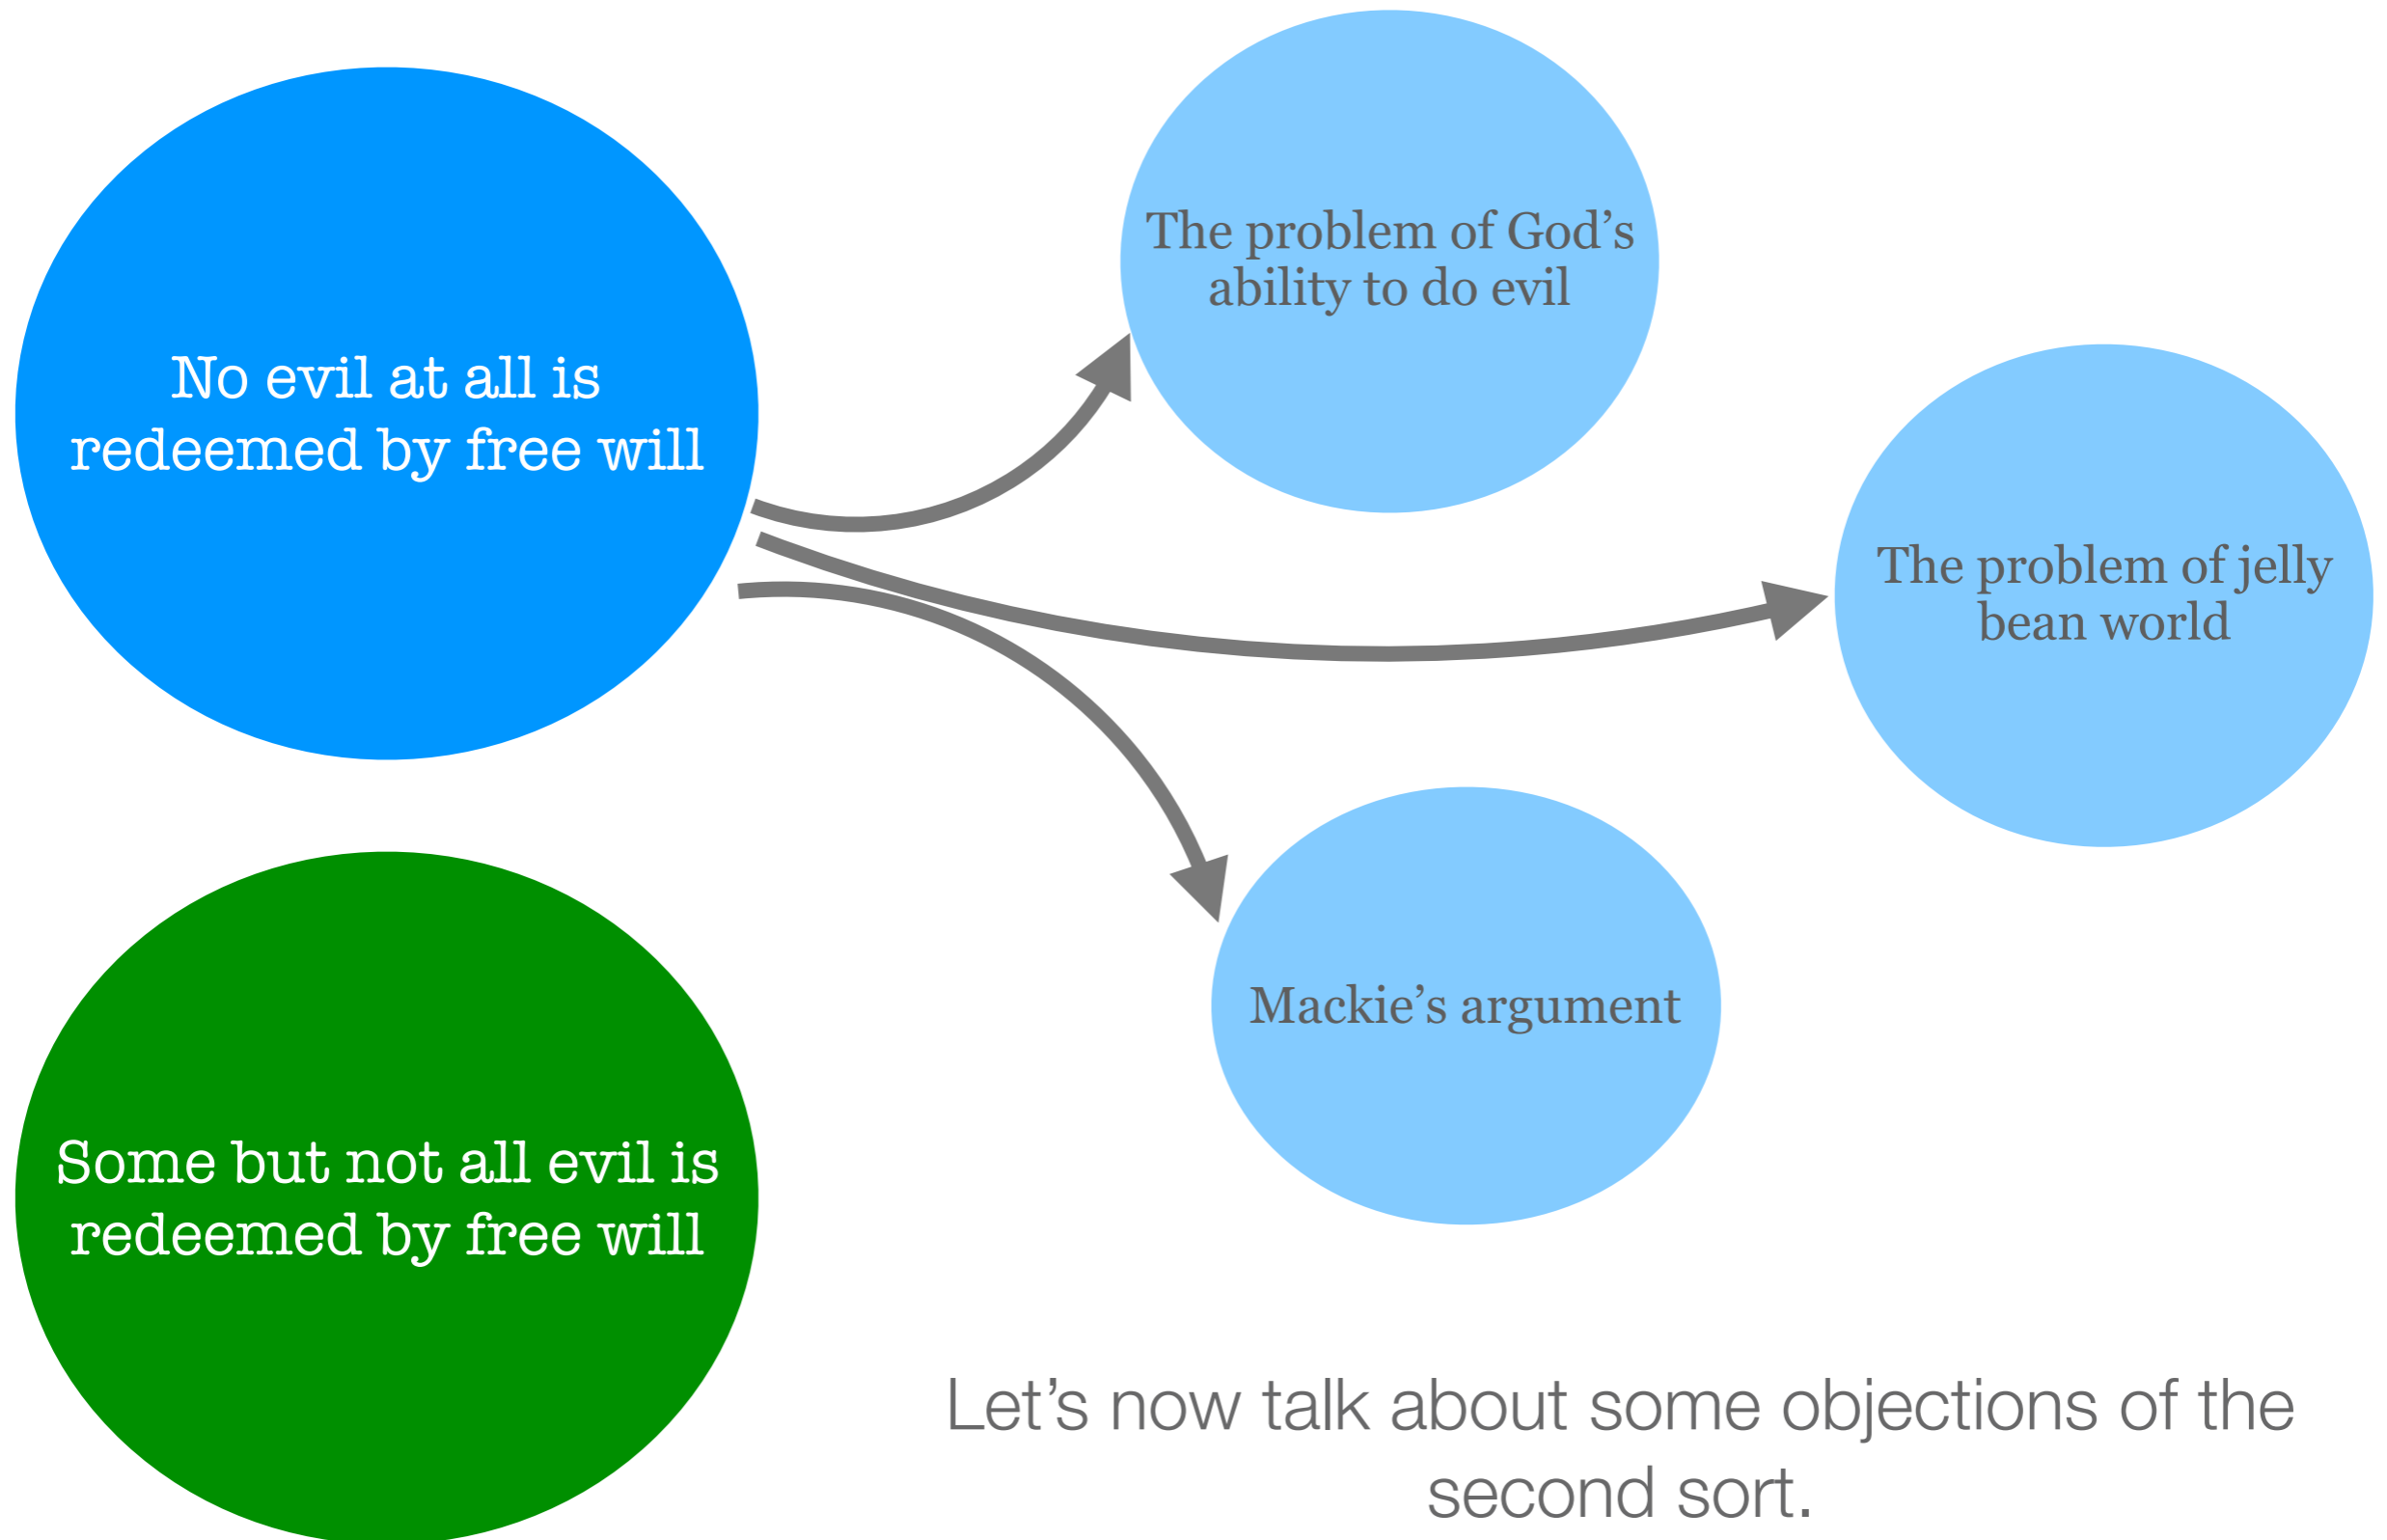 No evil at all is
redeemed by free will
The problem of God’s
ability to do evil
The problem of jelly
bean world
Mackie’s argument
Some but not all evil is
redeemed by free will
Let’s now talk about some objections of the
second sort.